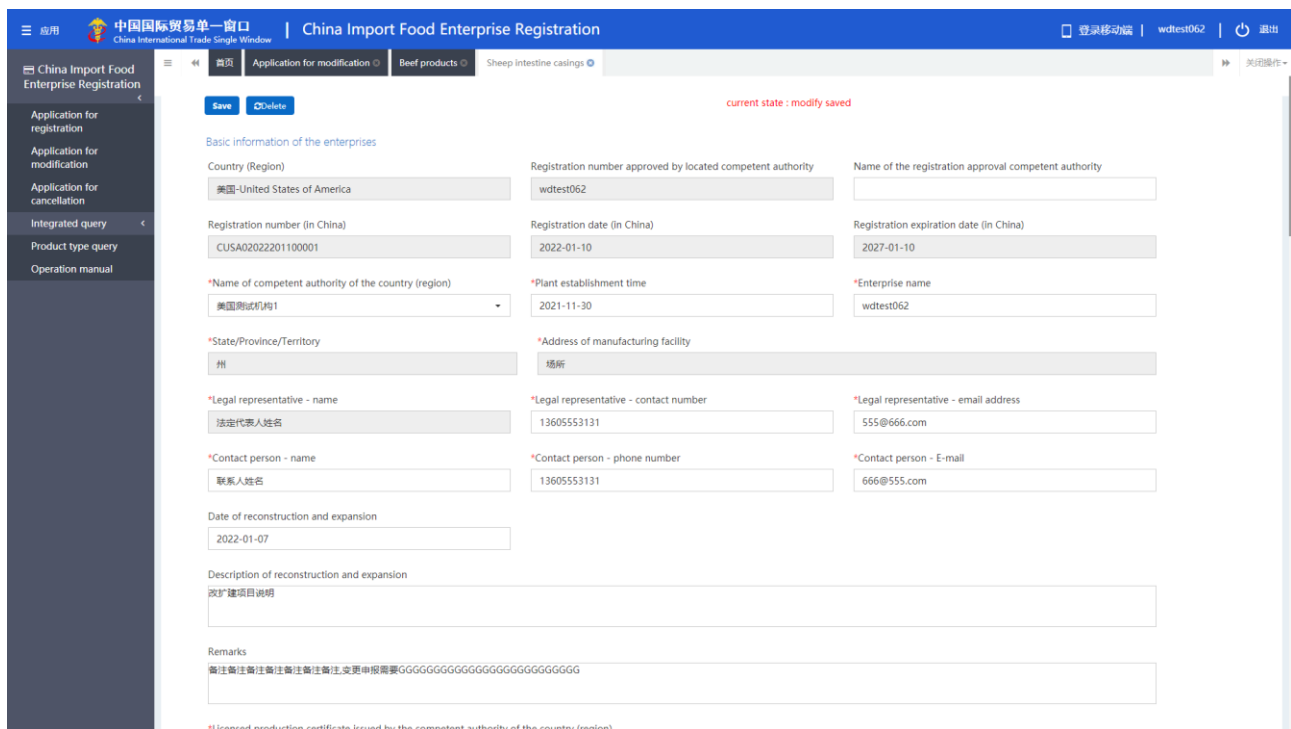 应用
中国国际贸易单一窗口
China International Trade Single Window
China Import Food Enterprise Registration
登录移动端
wdtest062
退出
China Import Food
Enterprise Registration
首页
Application for modification
Beef products
Sheep intestine casings
关闭操作
Application for
registration
Application for
modification
Application for
cancellation
Integrated query
Product type query
Operation manual
Save
Delete
current state : modify saved
Basic information of the enterprises
Country (Region)
Registration number approved by located competent authority
Name of the registration approval competent authority
美国-United States of America
wdtest062
Registration number (in China)
Registration date (in China)
Registration expiration date (in China)
CUSA02022201100001
2022-01-10
2027-01-10
*Name of competent authority of the country (region)
*Plant establishment time
*Enterprise name
美国测试机构1
2021-11-30
wdtest062
*State/Province/Territory
*Address of manufacturing facility
州
场所
*Legal representative - name
*Legal representative - contact number
*Legal representative - email address
法定代表人姓名
13605553131
555@666.com
*Contact person - name
*Contact person - phone number
*Contact person - E-mail
联系人姓名
13605553131
666@555.com
Date of reconstruction and expansion
2022-01-07
Description of reconstruction and expansion
改扩建项目说明
Remarks
备注备注备注备注备注备注备注,变更申报需要GGGGGGGGGGGGGGGGGGGGGGGGGG
*Licensed production certificate issued by the competent authority of the country (region)